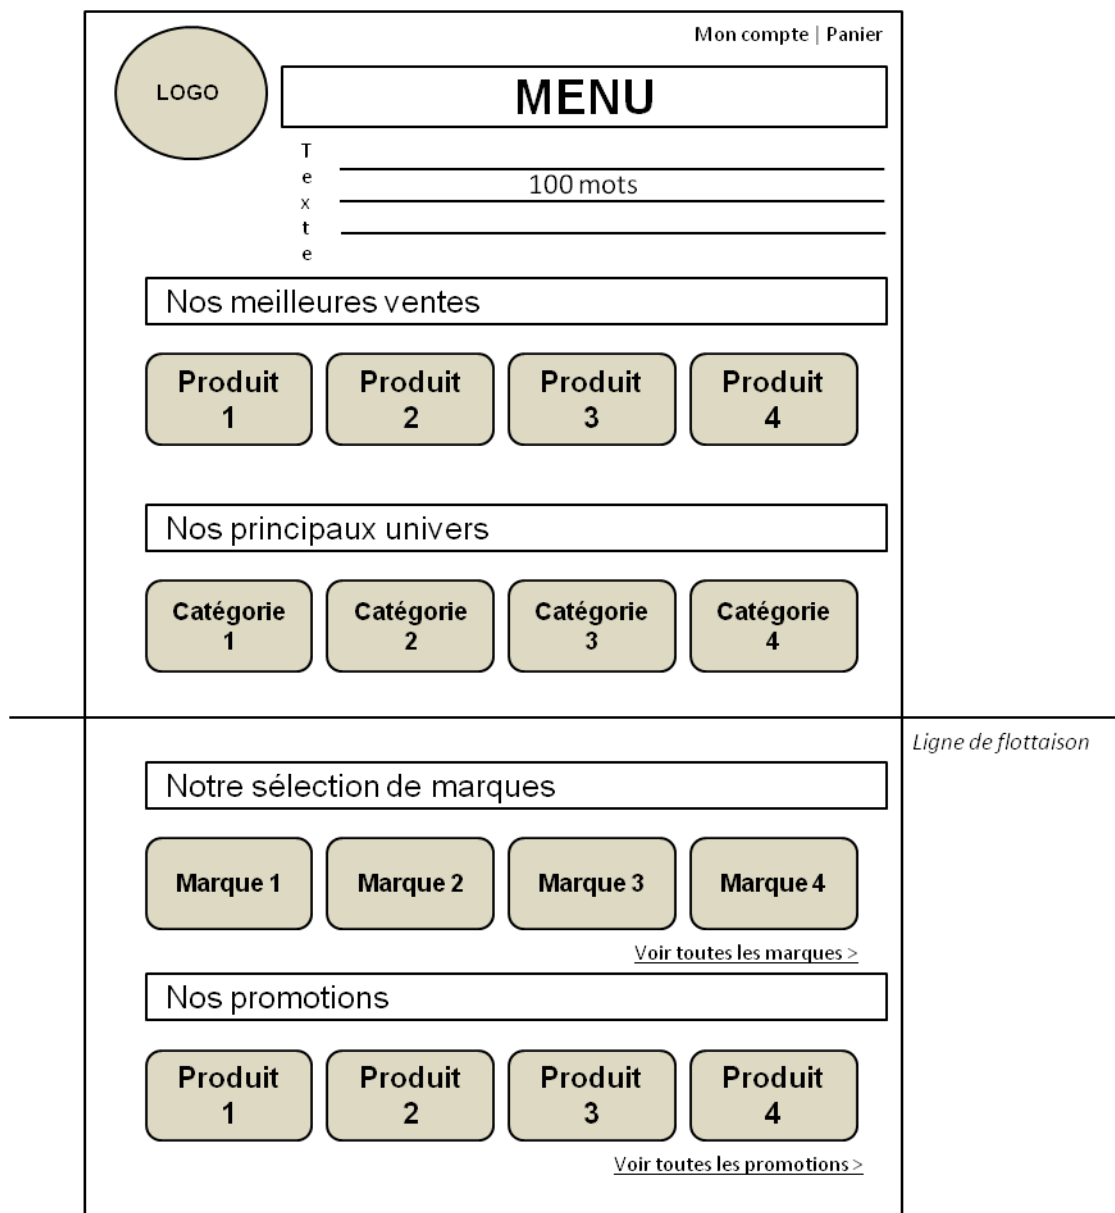 Mon compte | Panier
LOGO
MENU
T
e
x
t
e
100 mots
Nos meilleures ventes
Produit
1
Produit
2
Produit
3
Produit
4
Nos principaux univers
Catégorie
1
Catégorie
2
Catégorie
3
Catégorie
4
Ligne de flottaison
Notre sélection de marques
Marque 1
Marque 2
Marque 3
Marque 4
Voir toutes les marques >
Nos promotions
Produit
1
Produit
2
Produit
3
Produit
4
Voir toutes les promotions >